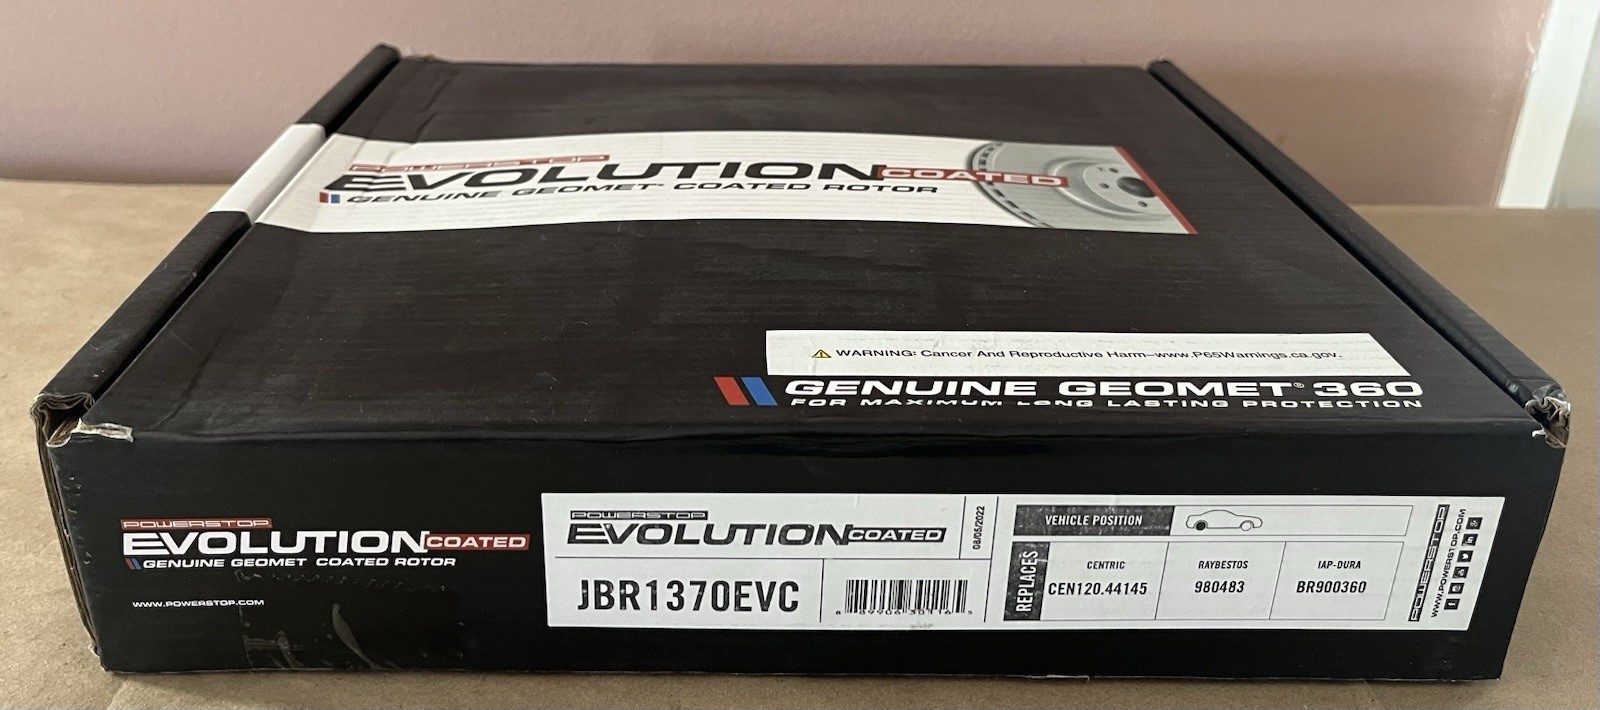 POWERSTOP
EVOLUTION COATED
GENUINE GEOMET® COATED ROTOR
WARNING: Cancer And Reproductive Harm–www.P65Warnings.ca.gov.
GENUINE GEOMET® 360
FOR MAXIMUM LONG LASTING PROTECTION
POWERSTOP
EVOLUTION COATED
GENUINE GEOMET COATED ROTOR
WWW.POWERSTOP.COM
POWERSTOP
EVOLUTION COATED
08/05/2022
JBR1370EVC
VEHICLE POSITION
REPLACES
CENTRIC
CEN120.44145
RAYBESTOS
980483
IAP-DURA
BR900360
POWERSTOP
WWW.POWERSTOP.COM